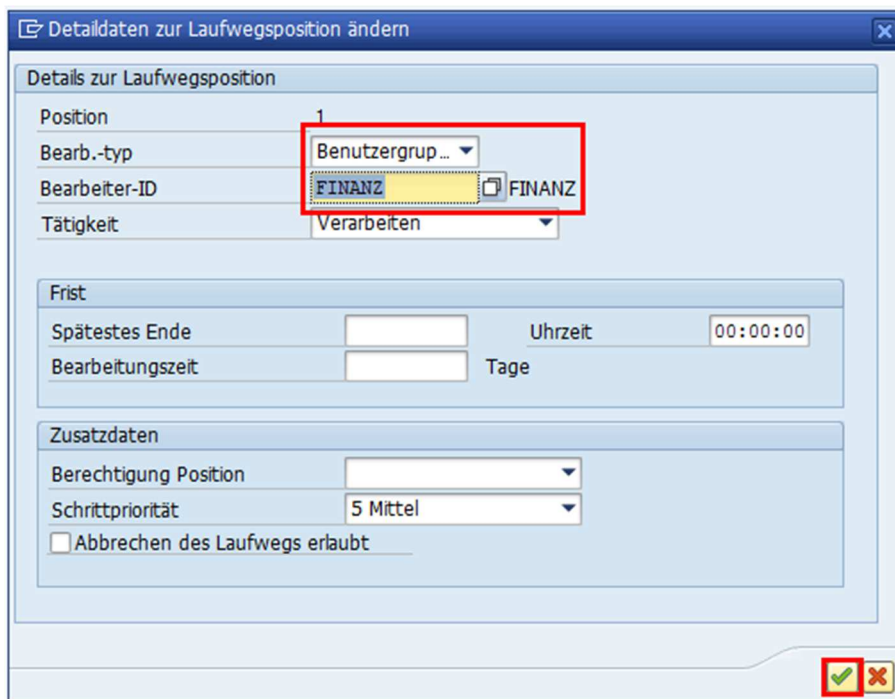 Detaildaten zur Laufwegsposition ändern
Details zur Laufwegsposition
Position 1
Bearb.-typ Benutzergrup...
Bearbeiter-ID FINANZ FINANZ
Tätigkeit Verarbeiten
Frist
Spätestes Ende Uhrzeit 00:00:00
Bearbeitungszeit Tage
Zusatzdaten
Berechtigung Position
Schrittpriorität 5 Mittel
Abbrechen des Laufwegs erlaubt